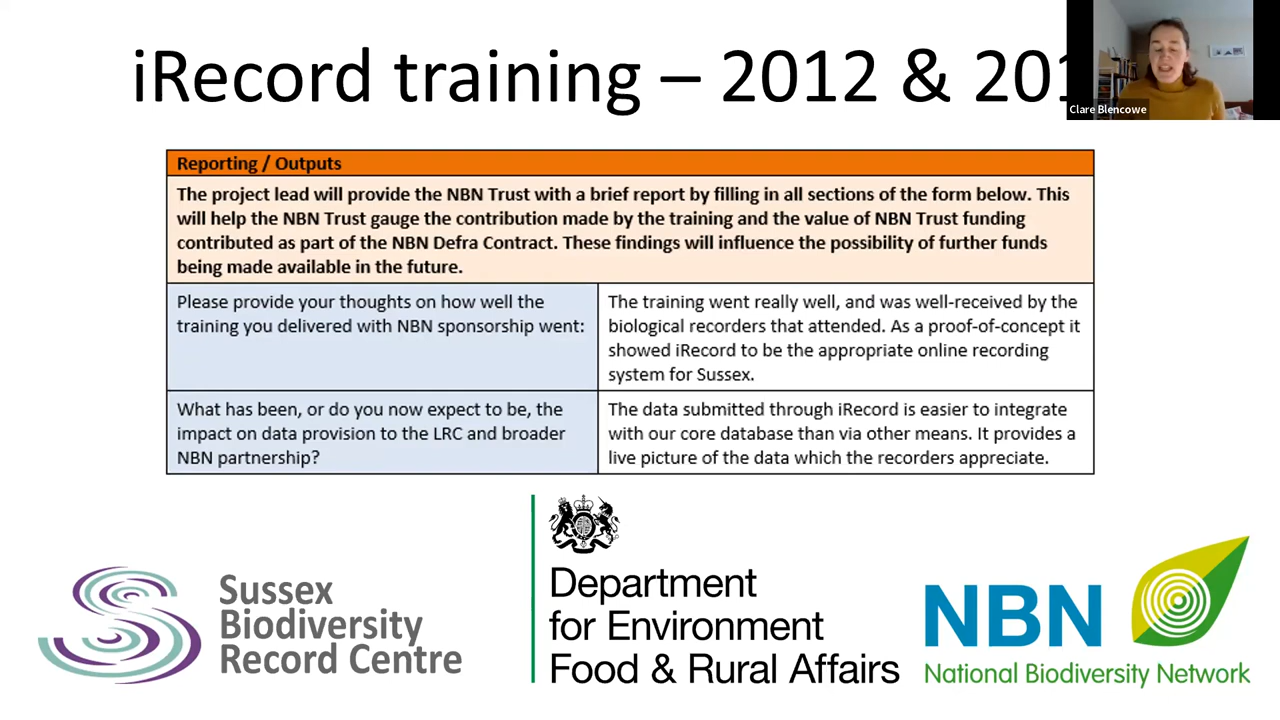 iRecord training – 2012 & 201
Clare Blencowe
Reporting / Outputs
The project lead will provide the NBN Trust with a brief report by filling in all sections of the form below. This
will help the NBN Trust gauge the contribution made by the training and the value of NBN Trust funding
contributed as part of the NBN Defra Contract. These findings will influence the possibility of further funds
being made available in the future.
Please provide your thoughts on how well the
training you delivered with NBN sponsorship went:
The training went really well, and was well-received by the
biological recorders that attended. As a proof-of-concept it
showed iRecord to be the appropriate online recording
system for Sussex.
What has been, or do you now expect to be, the
impact on data provision to the LRC and broader
NBN partnership?
The data submitted through iRecord is easier to integrate
with our core database than via other means. It provides a
live picture of the data which the recorders appreciate.
Sussex
Biodiversity
Record Centre
Department
for Environment
Food & Rural Affairs
NBN
National Biodiversity Network